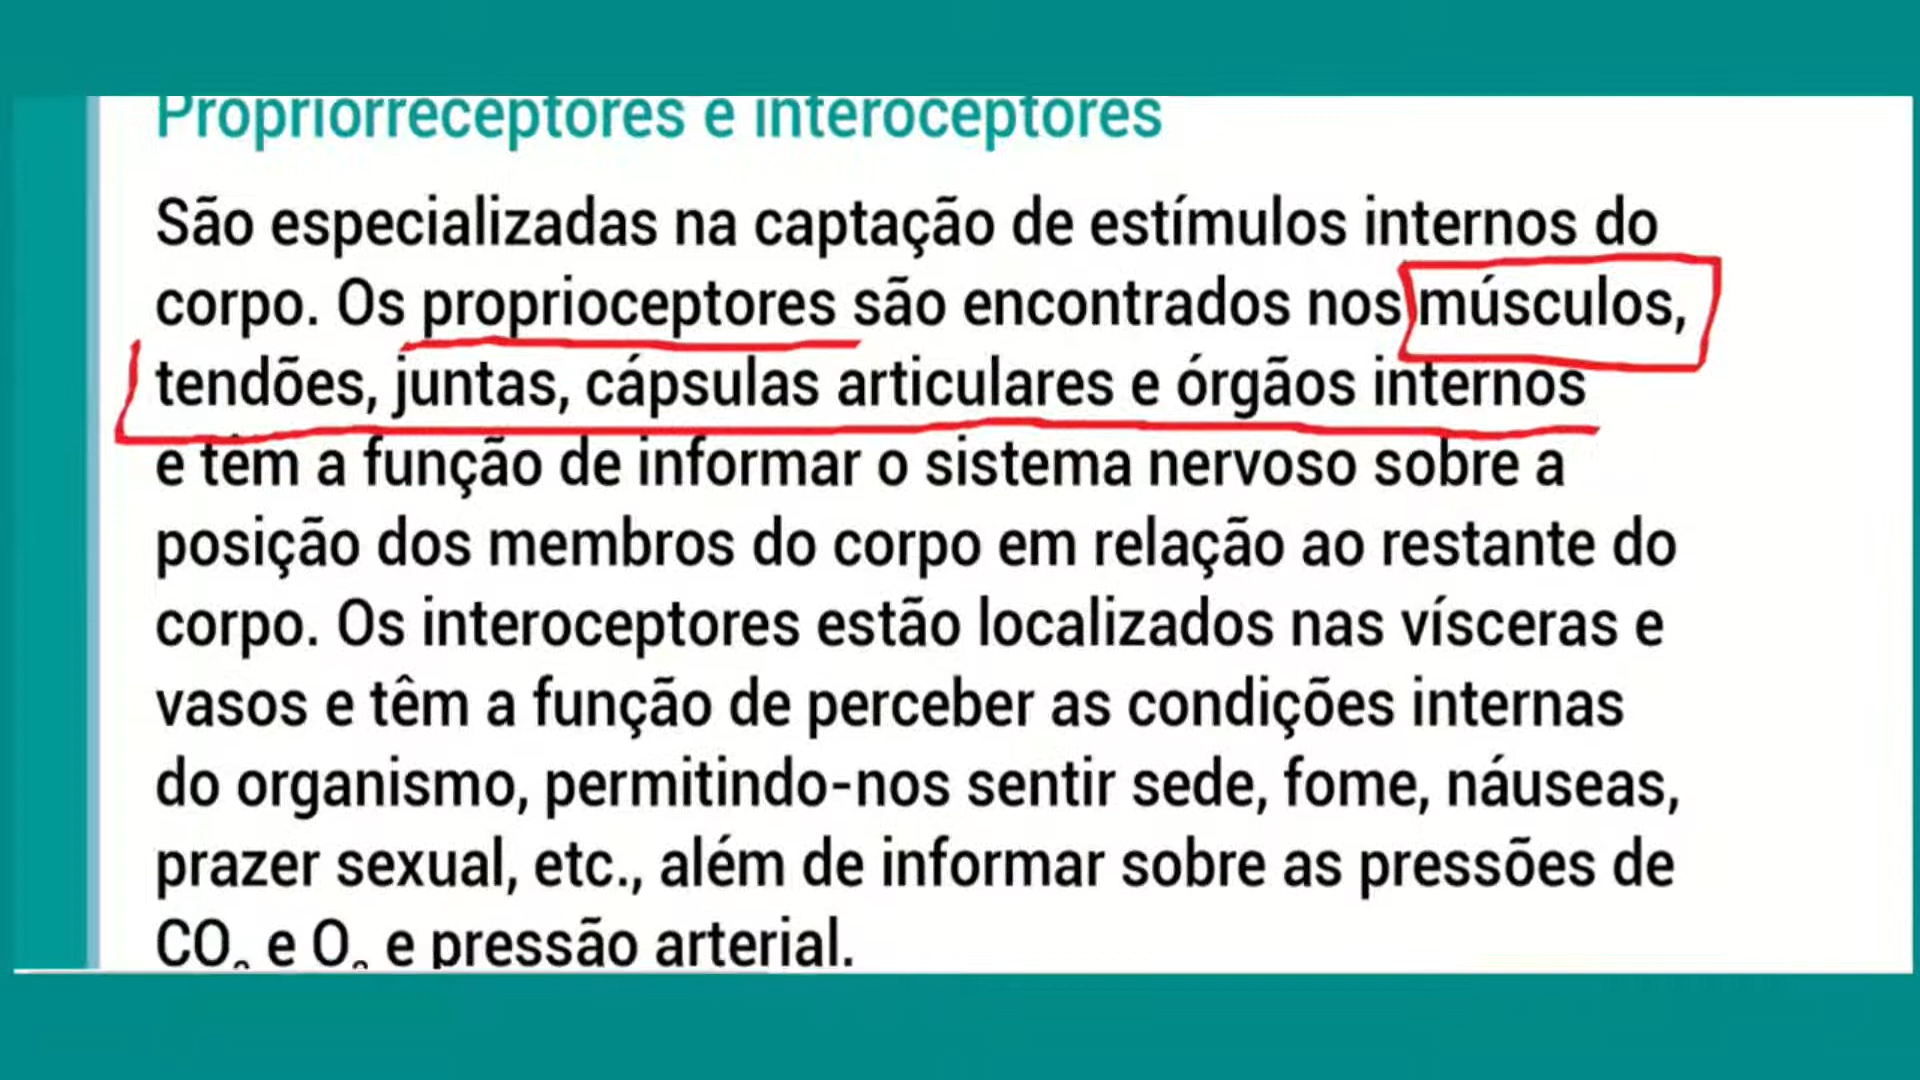 Propriorreceptores e interoceptores
São especializadas na captação de estímulos internos do
corpo. Os proprioceptores são encontrados nos músculos,
tendões, juntas, cápsulas articulares e órgãos internos
e têm a função de informar o sistema nervoso sobre a
posição dos membros do corpo em relação ao restante do
corpo. Os interoceptores estão localizados nas vísceras e
vasos e têm a função de perceber as condições internas
do organismo, permitindo-nos sentir sede, fome, náuseas,
prazer sexual, etc., além de informar sobre as pressões de
CO₂ e O₂ e pressão arterial.